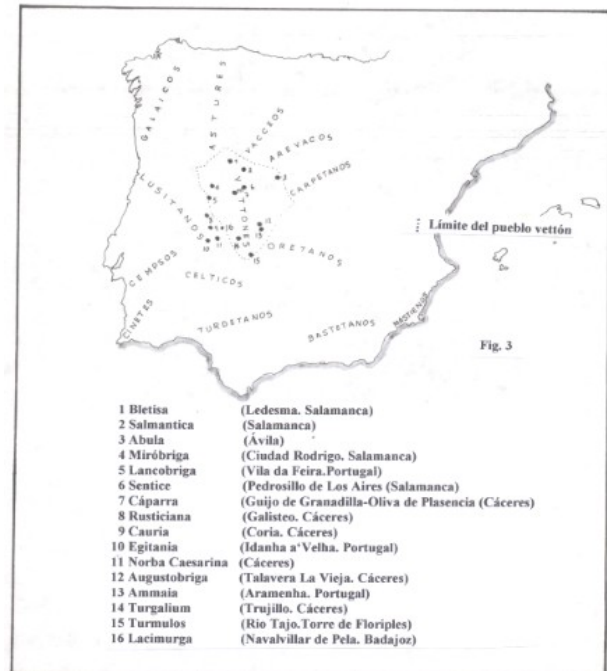 GALAICOS
ASTURES
VACCEOS
AREVACOS
CARPETANOS
VETTONES
LUSITANOS
ORETANOS
CEMPSOS
CELTICOS
CINETES
TURDETANOS
BASTETANOS
MASTIENOS
Límite del pueblo vettón
Fig. 3
1 Bletisa (Ledesma. Salamanca)
2 Salmantica (Salamanca)
3 Abula (Ávila)
4 Miróbriga (Ciudad Rodrigo. Salamanca)
5 Lancobriga (Vila da Feira.Portugal)
6 Sentice (Pedrosillo de Los Aires (Salamanca)
7 Cáparra (Guijo de Granadilla-Oliva de Plasencia (Cáceres)
8 Rusticiana (Galisteo. Cáceres)
9 Cauria (Coria. Cáceres)
10 Egitania (Idanha a'Velha. Portugal)
11 Norba Caesarina (Cáceres)
12 Augustobriga (Talavera La Vieja. Cáceres)
13 Ammaia (Aramenha. Portugal)
14 Turgalium (Trujillo. Cáceres)
15 Turmulos (Rio Tajo.Torre de Floriples)
16 Lacimurga (Navalvillar de Pela. Badajoz)